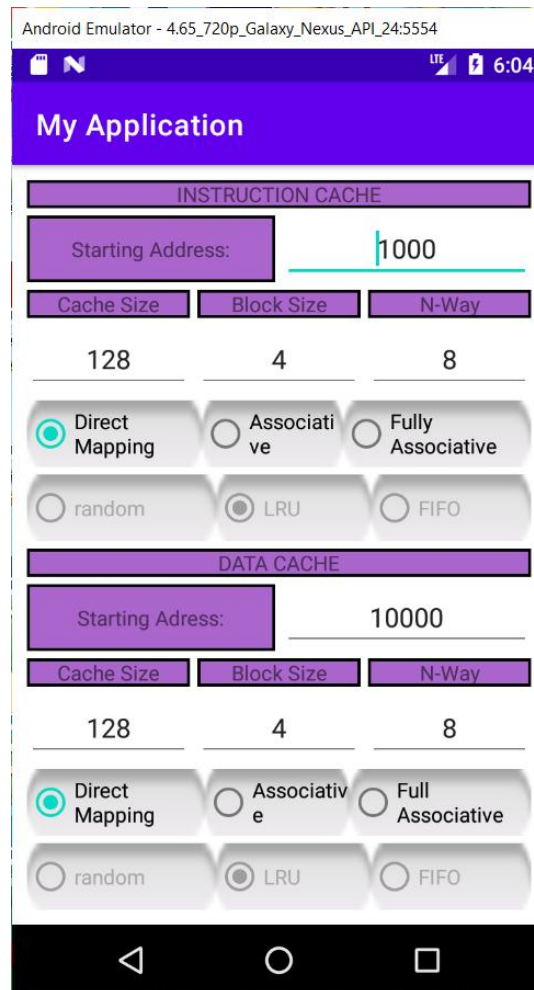 Android Emulator - 4.65_720p_Galaxy_Nexus_API_24:5554
LTE 6:04
My Application
INSTRUCTION CACHE
Starting Address: 1000
Cache Size Block Size N-Way
128 4 8
Direct Associati Fully
Mapping ve Associative
random LRU FIFO
DATA CACHE
Starting Adress: 10000
Cache Size Block Size N-Way
128 4 8
Direct Associativ Full
Mapping e Associative
random LRU FIFO